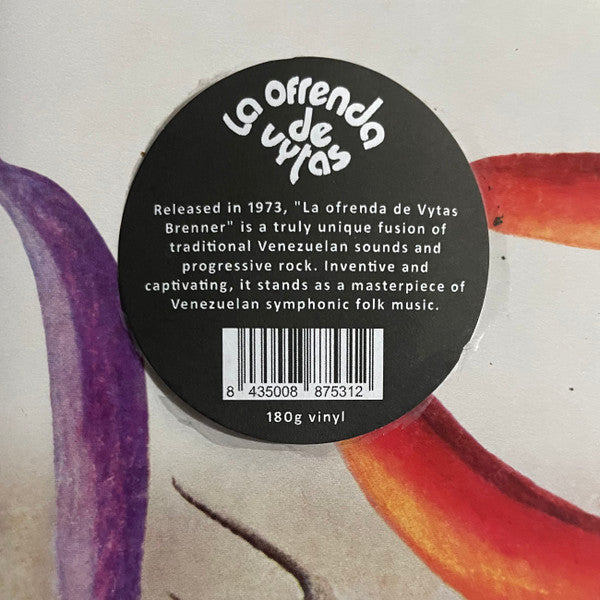 La ofrenda
de
vytas
Released in 1973, "La ofrenda de Vytas
Brenner" is a truly unique fusion of
traditional Venezuelan sounds and
progressive rock. Inventive and
captivating, it stands as a masterpiece of
Venezuelan symphonic folk music.
8 435008 875312
180g vinyl